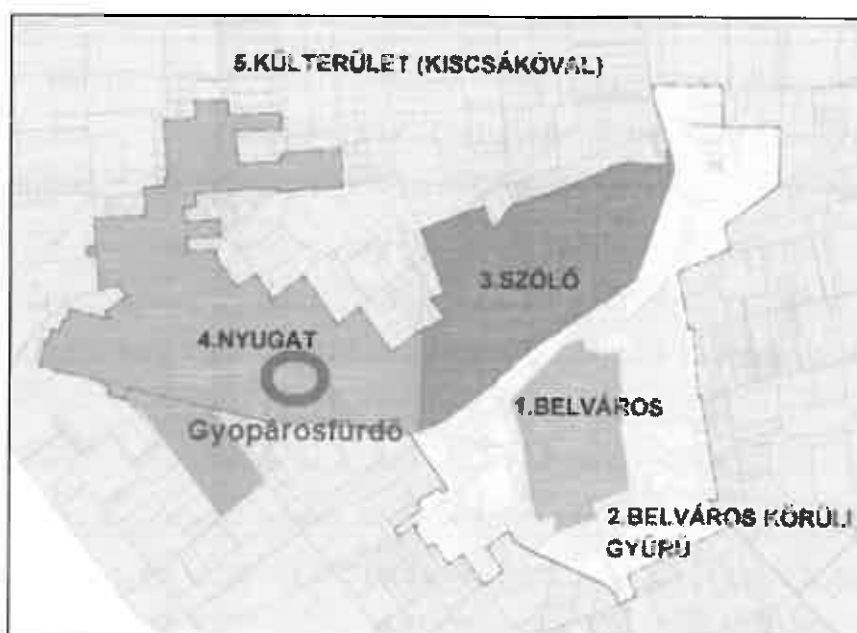 5.KÜLTERÜLET (KISCSÁKÓVAL)
3.SZŐLŐ
4.NYUGAT
1.BELVÁROS
Gyopárosfürdő
2.BELVÁROS KÖRÜLI
GYŰRŰ